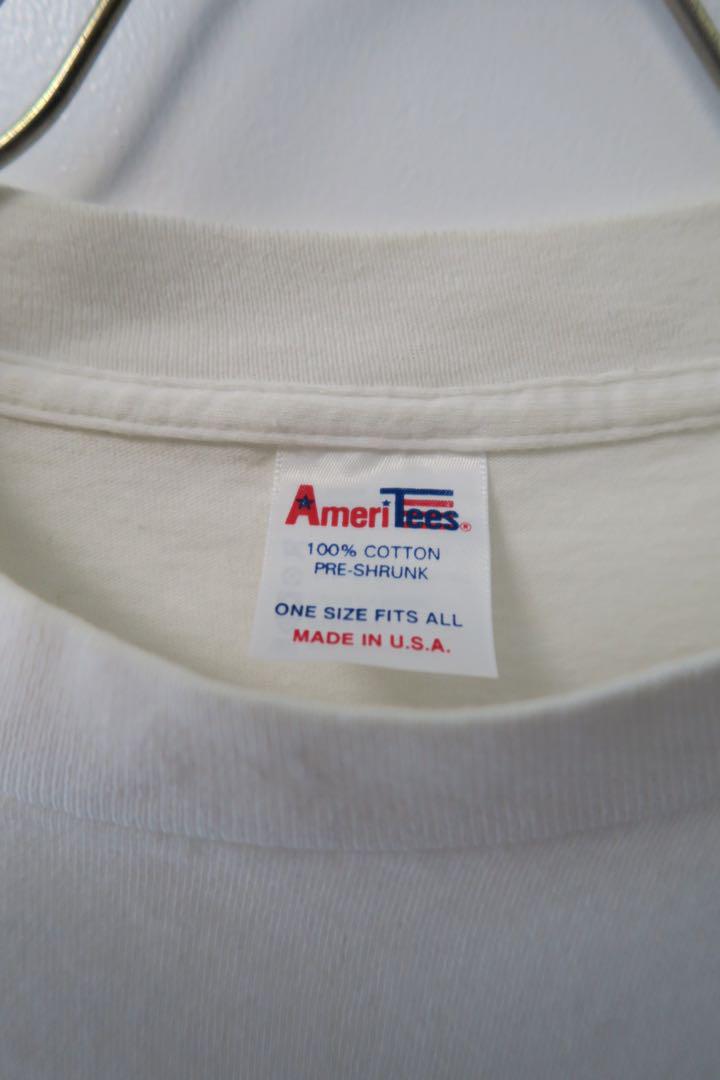 AmeriTees®
100% COTTON
PRE-SHRUNK
ONE SIZE FITS ALL
MADE IN U.S.A.